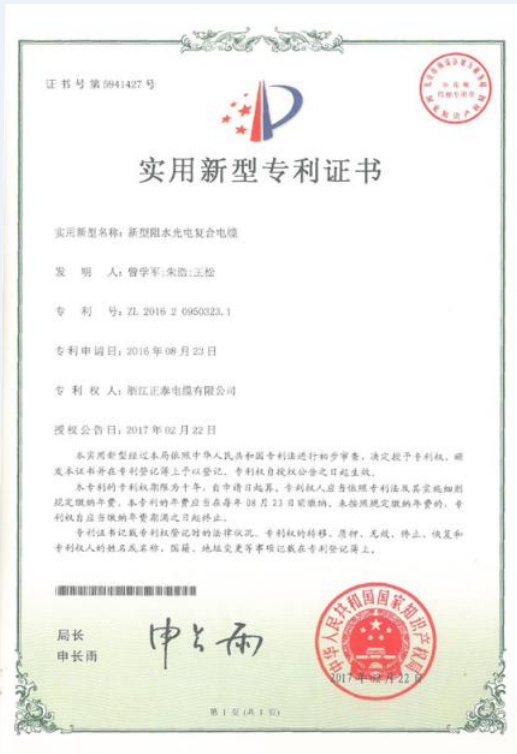 证书号第5941427号
实用新型专利证书
实用新型名称：新型阻水光电复合电缆
发 明 人：曾学军;朱浩;王松
专 利 号：ZL 2016 2 0950323.1
专利申请日：2016年08月23日
专 利 权 人：浙江正泰电缆有限公司
授权公告日：2017年02月22日
本实用新型经过本局依照中华人民共和国专利法进行初步审查，决定授予专利权，颁
发本证书并在专利登记簿上予以登记。专利权自授权公告之日起生效。
本专利的专利权期限为十年，自申请日起算。专利权人应当依照专利法及其实施细则
规定缴纳年费。本专利的年费应当在每年08月23日前缴纳。未按照规定缴纳年费的，专
利权自应当缴纳年费期满之日起终止。
专利证书记载专利权登记时的法律状况。专利权的转移、质押、无效、终止、恢复和
专利权人的姓名或名称、国籍、地址变更等事项记载在专利登记簿上。
局长
申长雨
申长雨
中华人民共和国国家知识产权局
2017年02月22日
第 1 页 (共 1 页)